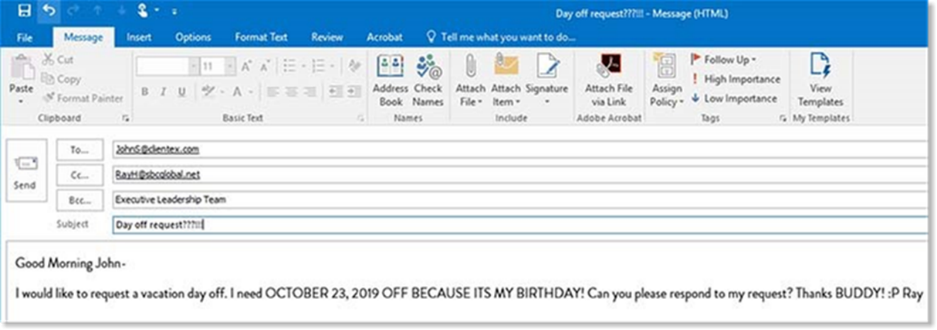 Day off request???!!! - Message (HTML)
File Message Insert Options Format Text Review Acrobat Tell me what you want to do...
Cut
Copy
Format Painter
Paste
Clipboard
11
A A
B I U A
Basic Text
Address Book
Check Names
Names
Attach File
Attach Item
Signature
Include
Attach File via Link
Adobe Acrobat
Assign Policy
Follow Up
High Importance
Low Importance
Tags
View Templates
My Templates
Send
To... JohnS@clientex.com
Cc... RayH@sbcglobal.net
Bcc... Executive Leadership Team
Subject Day off request???!!!
Good Morning John-
I would like to request a vacation day off. I need OCTOBER 23, 2019 OFF BECAUSE ITS MY BIRTHDAY! Can you please respond to my request? Thanks BUDDY! :P Ray